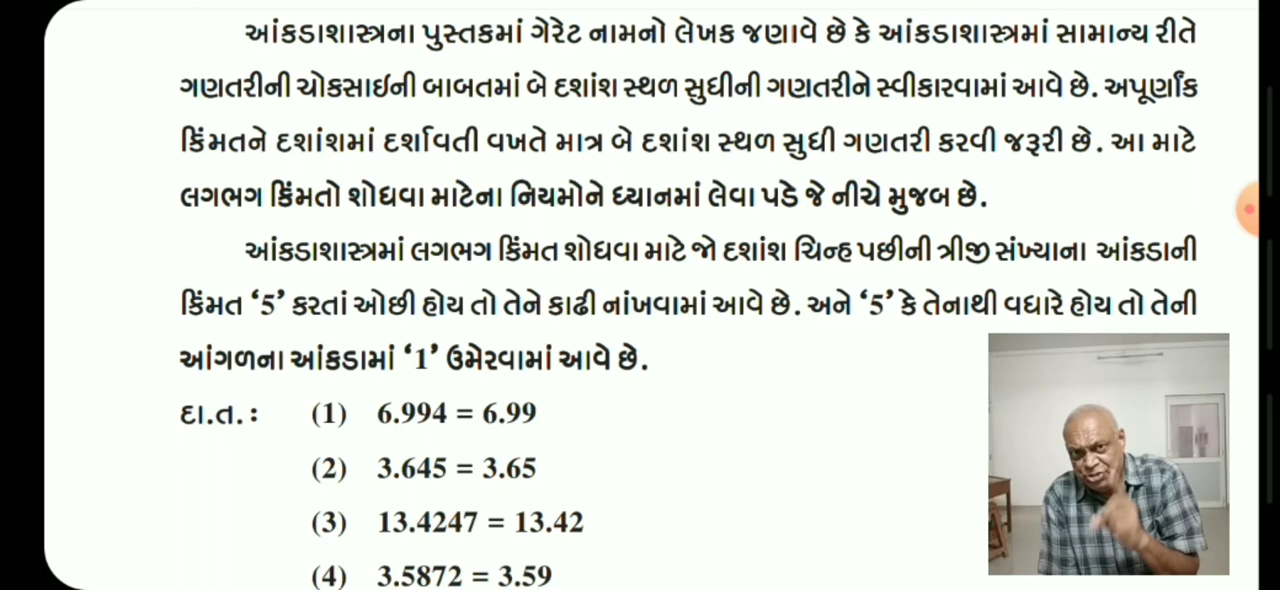 આંકડાશાસ્ત્રના પુસ્તકમાં ગેરેટ નામનો લેખક જણાવે છે કે આંકડાશાસ્ત્રમાં સામાન્ય રીતે
ગણતરીની ચોકસાઈની બાબતમાં બે દશાંશ સ્થળ સુધીની ગણતરીને સ્વીકારવામાં આવે છે. અપૂર્ણાંક
કિંમતને દશાંશમાં દર્શાવતી વખતે માત્ર બે દશાંશ સ્થળ સુધી ગણતરી કરવી જરૂરી છે. આ માટે
લગભગ કિંમતો શોધવા માટેના નિયમોને ધ્યાનમાં લેવા પડે જે નીચે મુજબ છે.
આંકડાશાસ્ત્રમાં લગભગ કિંમત શોધવા માટે જો દશાંશ ચિન્હ પછીની ત્રીજી સંખ્યાના આંકડાની
કિંમત ‘5’ કરતાં ઓછી હોય તો તેને કાઢી નાંખવામાં આવે છે. અને ‘5’ કે તેનાથી વધારે હોય તો તેની
આંગળના આંકડામાં ‘1’ ઉમેરવામાં આવે છે.
દા.ત. : (1) 6.994 = 6.99
(2) 3.645 = 3.65
(3) 13.4247 = 13.42
(4) 3.5872 = 3.59